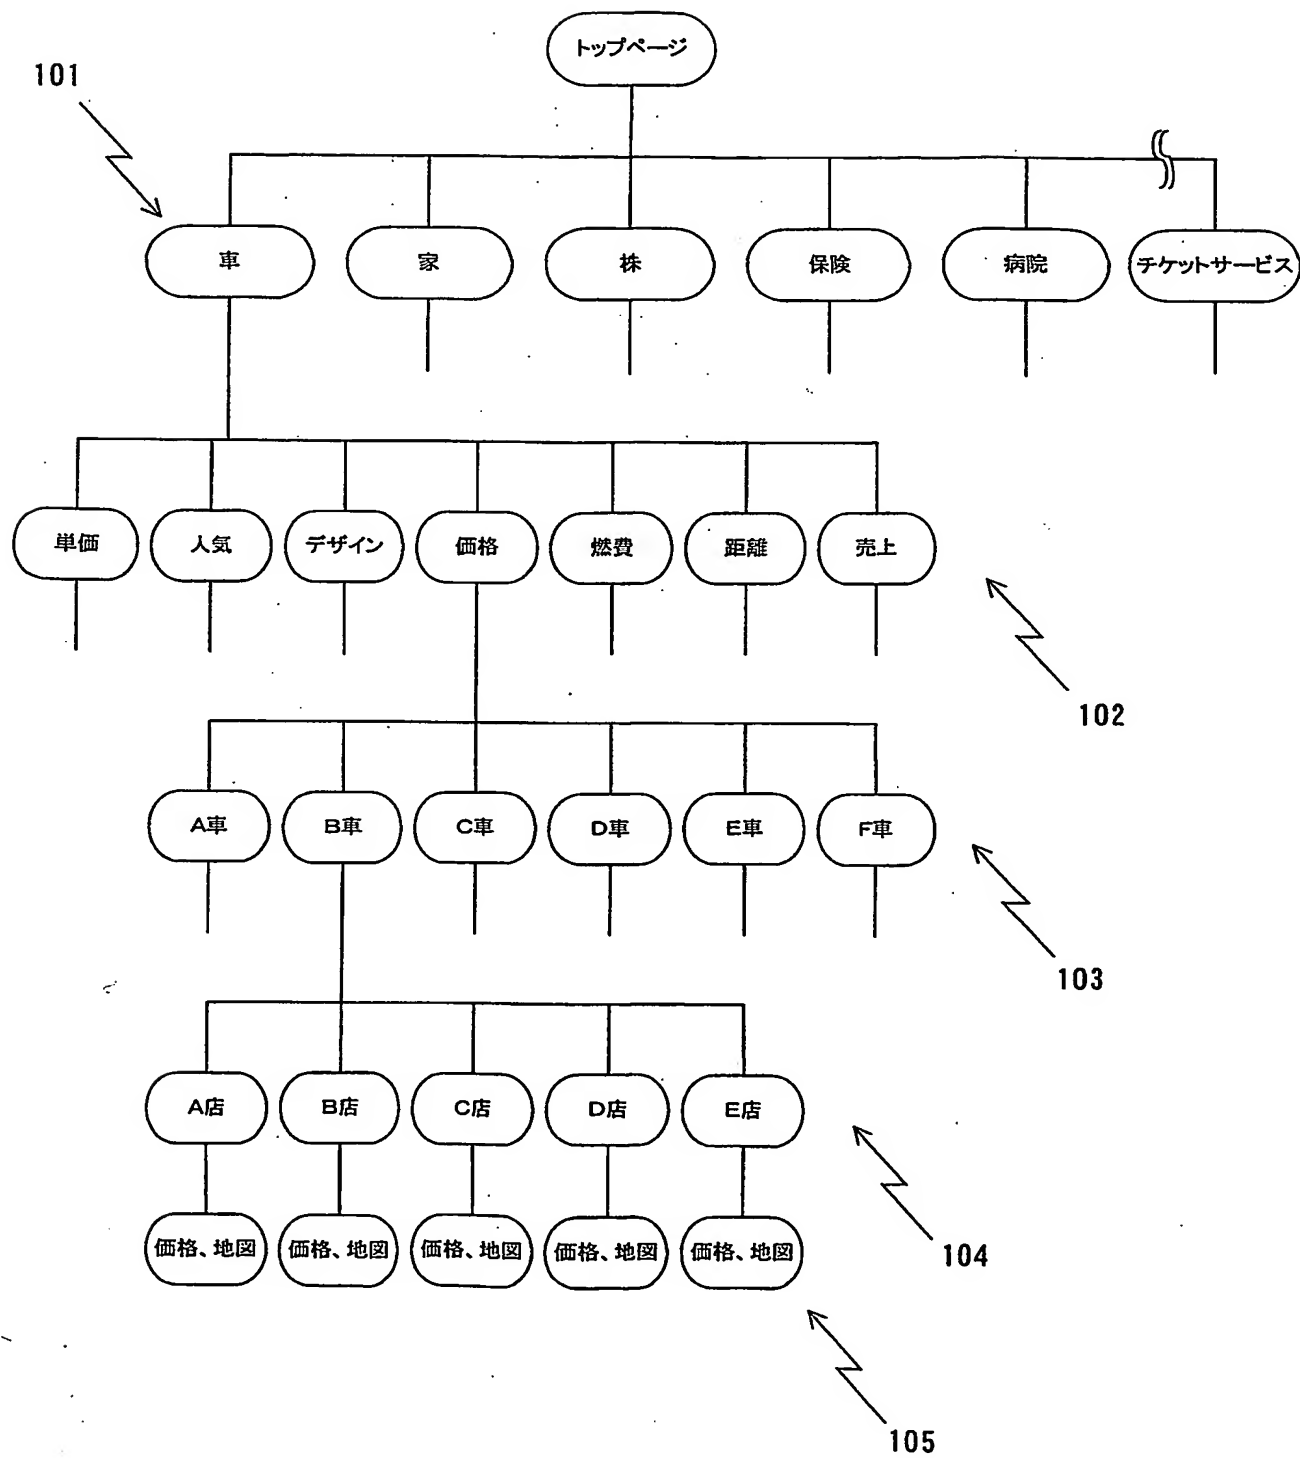 トップページ
101
車
家
株
保険
病院
チケットサービス
単価
人気
デザイン
価格
燃費
距離
売上
102
A車
B車
C車
D車
E車
F車
103
A店
B店
C店
D店
E店
104
価格、地図
価格、地図
価格、地図
価格、地図
価格、地図
105